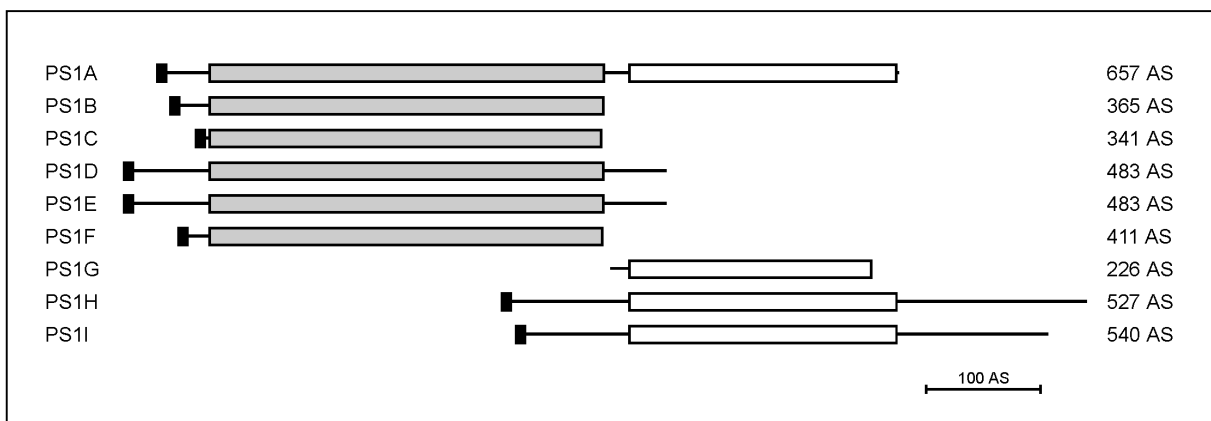 PS1A 657 AS
PS1B 365 AS
PS1C 341 AS
PS1D 483 AS
PS1E 483 AS
PS1F 411 AS
PS1G 226 AS
PS1H 527 AS
PS1I 540 AS
100 AS